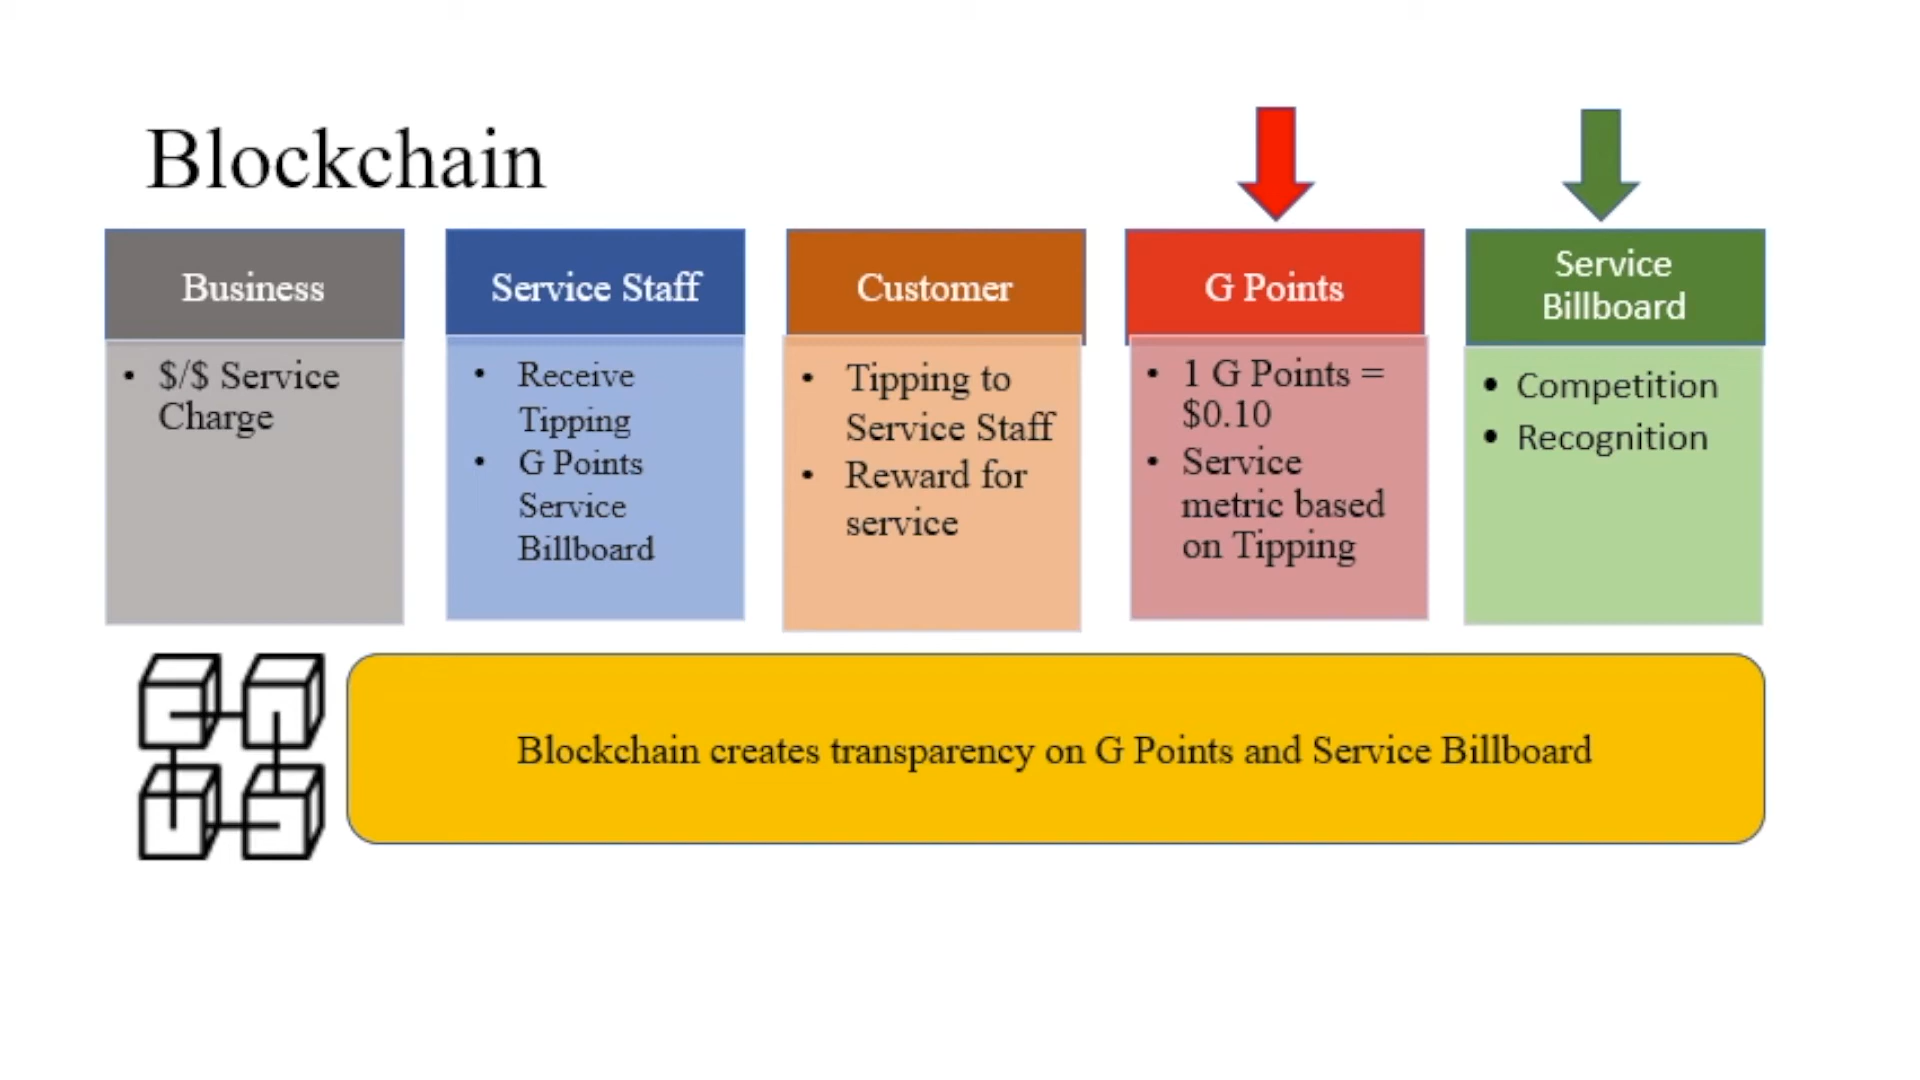 Blockchain
Business
• $/$ Service
Charge
Service Staff
• Receive
Tipping
• G Points
Service
Billboard
Customer
• Tipping to
Service Staff
• Reward for
service
G Points
• 1 G Points =
$0.10
• Service
metric based
on Tipping
Service
Billboard
• Competition
• Recognition
Blockchain creates transparency on G Points and Service Billboard